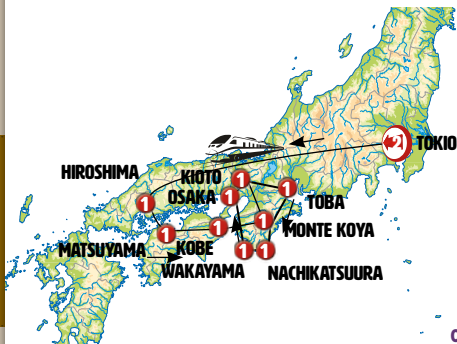 TOKIO
2
HIROSHIMA
1
KIOTO
1
OSAKA
1
TOBA
1
MONTE KOYA
1
MATSUYAMA
1
KOBE
1
WAKAYAMA
1
NACHIKATSUURA
1